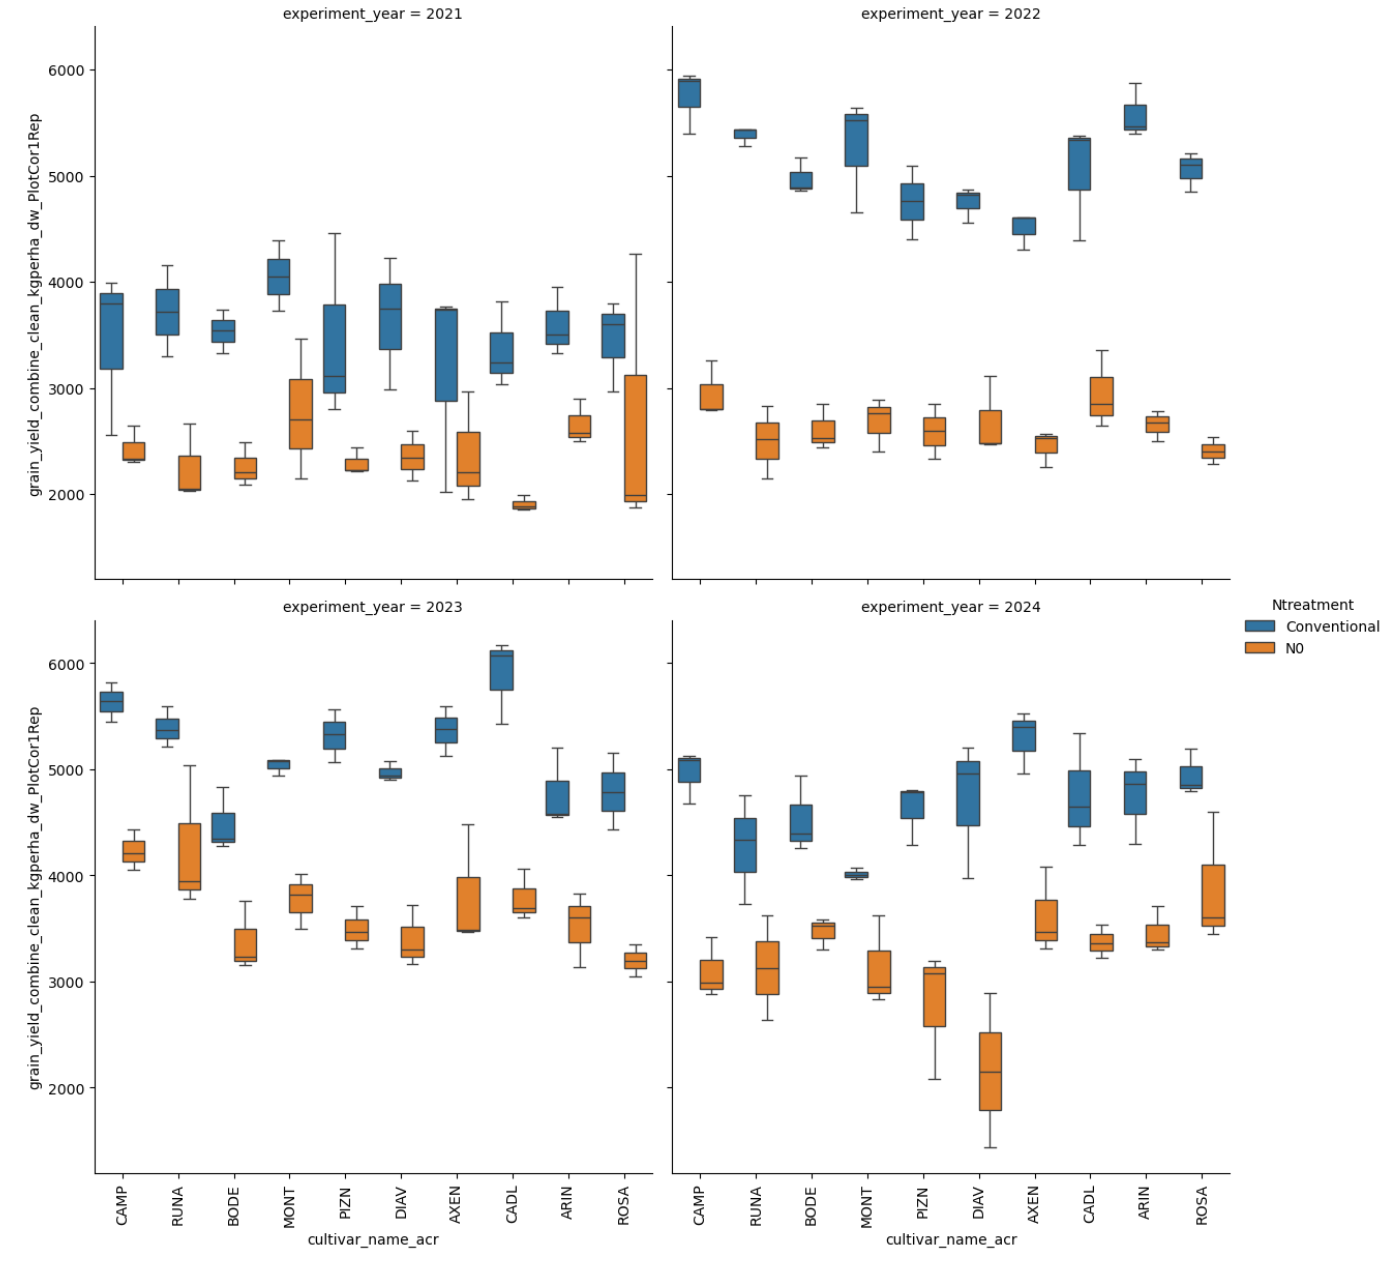 experiment_year = 2021
experiment_year = 2022
grain_yield_combine_clean_kgperha_dw_PlotCor1Rep
6000
5000
4000
3000
2000
experiment_year = 2023
experiment_year = 2024
Ntreatment
Conventional
N0
grain_yield_combine_clean_kgperha_dw_PlotCor1Rep
6000
5000
4000
3000
2000
CAMP
RUNA
BODE
MONT
PIZN
DIAV
AXEN
CADL
ARIN
ROSA
cultivar_name_acr
CAMP
RUNA
BODE
MONT
PIZN
DIAV
AXEN
CADL
ARIN
ROSA
cultivar_name_acr